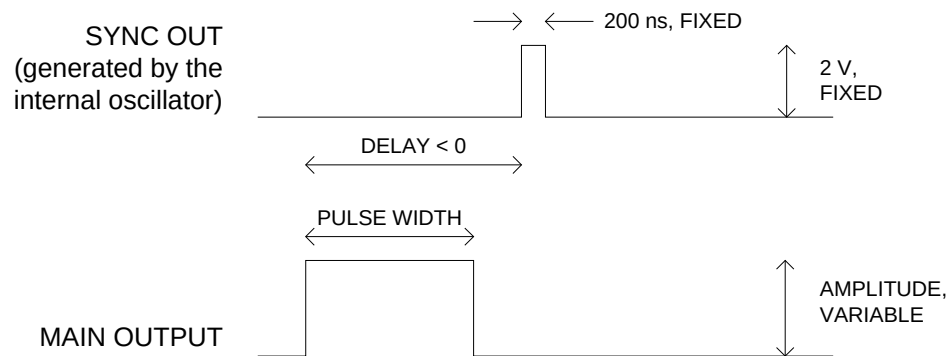 SYNC OUT
(generated by the
internal oscillator)
200 ns, FIXED
2 V,
FIXED
DELAY < 0
PULSE WIDTH
AMPLITUDE,
VARIABLE
MAIN OUTPUT